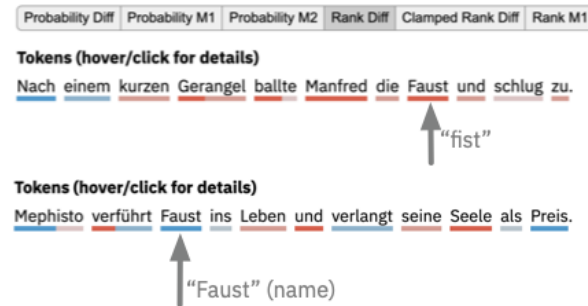 Probability Diff Probability M1 Probability M2 Rank Diff Clamped Rank Diff Rank M1
Tokens (hover/click for details)
Nach einem kurzen Gerangel ballte Manfred die Faust und schlug zu.
"fist"
Tokens (hover/click for details)
Mephisto verführt Faust ins Leben und verlangt seine Seele als Preis.
"Faust" (name)